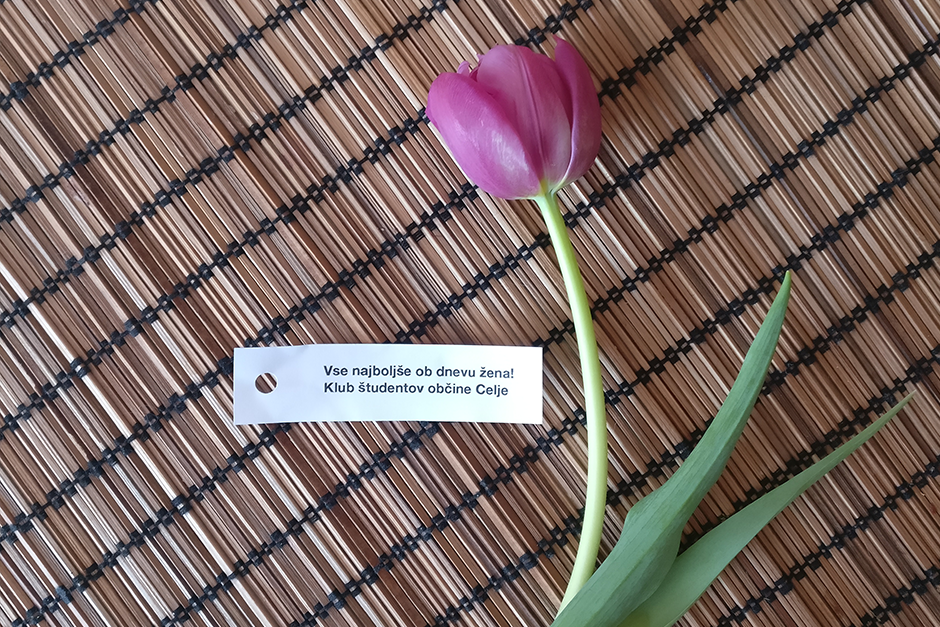 Vse najboljše ob dnevu žena!
Klub študentov občine Celje